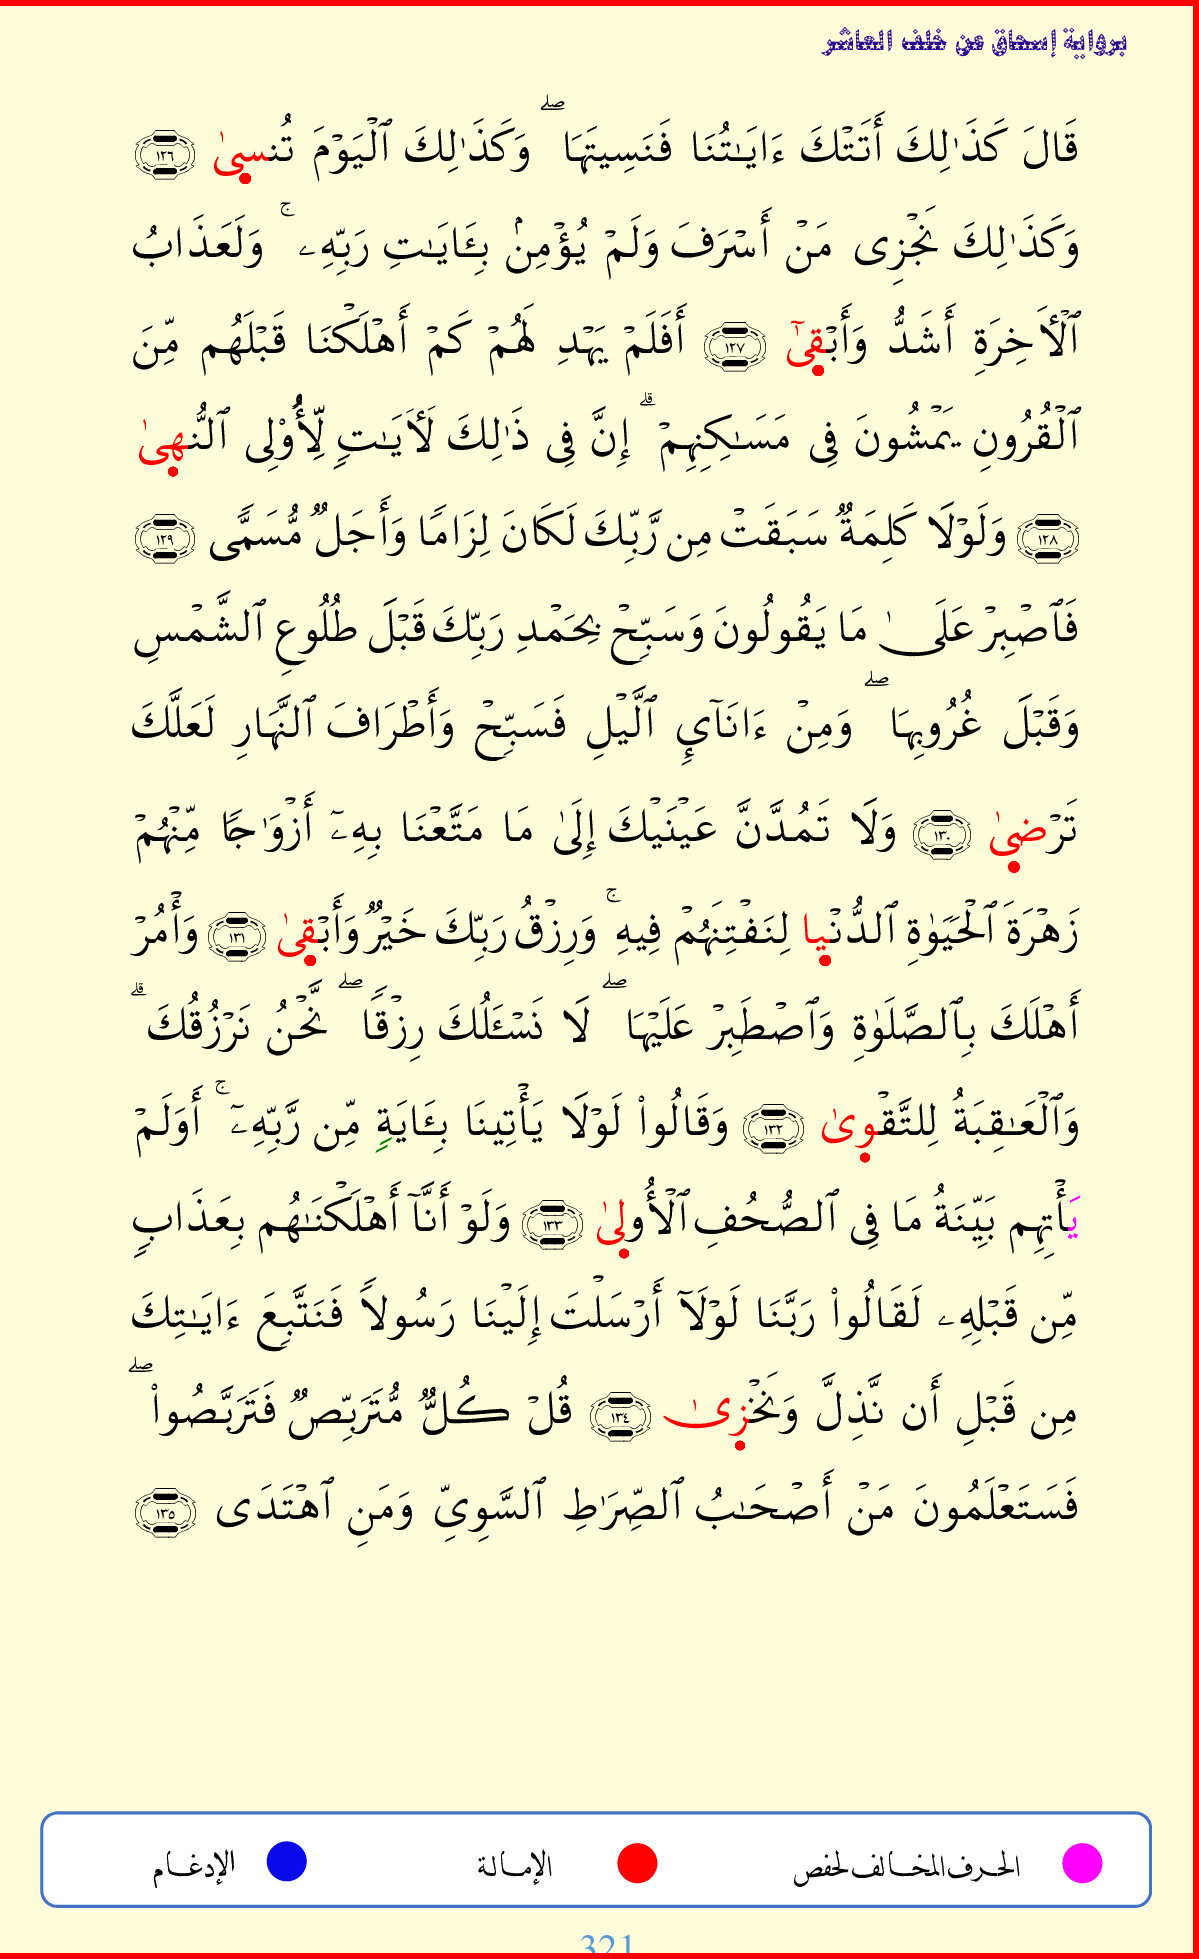 برواية إسحاق عن خلف العاشر
قَالَ كَذَٰلِكَ أَتَتۡكَ ءَايَـٰتُنَا فَنَسِيتَهَاۖ وَكَذَٰلِكَ ٱلۡيَوۡمَ تُنسِىٰ ١٢٦
وَكَذَٰلِكَ نَجۡزِى مَنۡ أَسۡرَفَ وَلَمۡ يُؤۡمِنۢ بِـَٔايَـٰتِ رَبِّهِۦۚ وَلَعَذَابُ
ٱلۡأَخِرَةِ أَشَدُّ وَأَبۡقِىٰٓ ١٢٧ أَفَلَمۡ يَهۡدِ لَهُمۡ كَمۡ أَهۡلَكۡنَا قَبۡلَهُم مِّنَ
ٱلۡقُرُونِ يَمۡشُونَ فِى مَسَـٰكِنِهِمۡۗ إِنَّ فِى ذَٰلِكَ لَأَيَـٰتٖ لِّأُوْلِى ٱلنُّهِىٰ
١٢٨ وَلَوۡلَا كَلِمَةٞ سَبَقَتۡ مِن رَّبِّكَ لَكَانَ لِزَامٗا وَأَجَلٞ مُّسَمّٗى ١٢٩
فَٱصۡبِرۡ عَلَىٰ مَا يَقُولُونَ وَسَبِّحۡ بِحَمۡدِ رَبِّكَ قَبۡلَ طُلُوعِ ٱلشَّمۡسِ
وَقَبۡلَ غُرُوبِهَاۖ وَمِنۡ ءَانَآيِٕ ٱلَّيۡلِ فَسَبِّحۡ وَأَطۡرَافَ ٱلنَّهَارِ لَعَلَّكَ
تَرۡضِىٰ ١٣٠ وَلَا تَمُدَّنَّ عَيۡنَيۡكَ إِلَىٰ مَا مَتَّعۡنَا بِهِۦٓ أَزۡوَٰجٗا مِّنۡهُمۡ
زَهۡرَةَ ٱلۡحَيَوٰةِ ٱلدُّنۡيِا لِنَفۡتِنَهُمۡ فِيهِۚ وَرِزۡقُ رَبِّكَ خَيۡرٞ وَأَبۡقِىٰ ١٣١ وَأۡمُرۡ
أَهۡلَكَ بِٱلصَّلَوٰةِ وَٱصۡطَبِرۡ عَلَيۡهَاۖ لَا نَسۡـَٔلُكَ رِزۡقٗاۖ نَّحۡنُ نَرۡزُقُكَۗ
وَٱلۡعَـٰقِبَةُ لِلتَّقۡوِىٰ ١٣٢ وَقَالُواْ لَوۡلَا يَأۡتِينَا بِـَٔايَةٖ مِّن رَّبِّهِۦٓۚ أَوَلَمۡ
يَأۡتِهِم بَيِّنَةُ مَا فِى ٱلصُّحُفِ ٱلۡأُولِىٰ ١٣٣ وَلَوۡ أَنَّآ أَهۡلَكۡنَـٰهُم بِعَذَابٖ
مِّن قَبۡلِهِۦ لَقَالُواْ رَبَّنَا لَوۡلَآ أَرۡسَلۡتَ إِلَيۡنَا رَسُولٗا فَنَتَّبِعَ ءَايَـٰتِكَ
مِن قَبۡلِ أَن نَّذِلَّ وَنَخۡزِىٰ ١٣٤ قُلۡ كُلّٞ مُّتَرَبِّصٞ فَتَرَبَّصُواْۖ
فَسَتَعۡلَمُونَ مَنۡ أَصۡحَـٰبُ ٱلصِّرَٰطِ ٱلسَّوِىِّ وَمَنِ ٱهۡتَدَى ١٣٥
الحرف المخالف لحفص الإمالة الإدغام
321